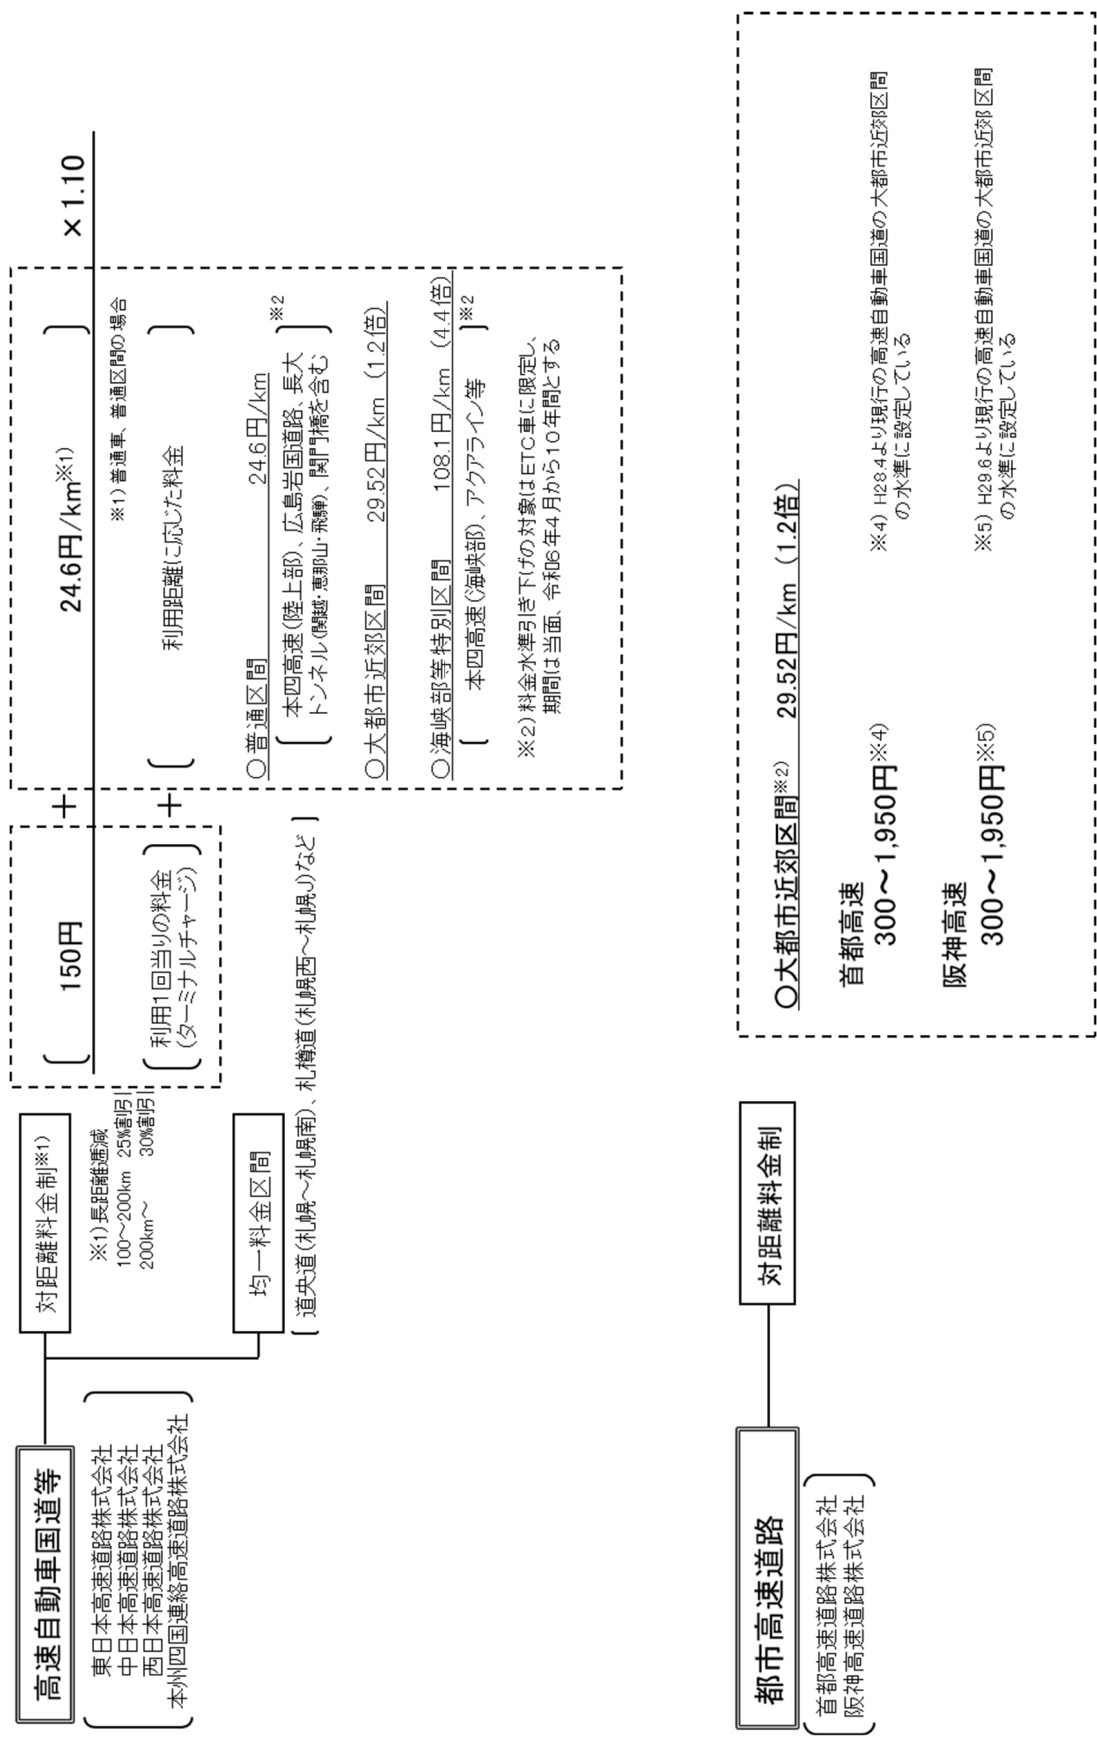 高速自動車国道等
東日本高速道路株式会社
中日本高速道路株式会社
西日本高速道路株式会社
本州四国連絡高速道路株式会社
対距離料金制※1)
※1)長距離逓減
100～200km 25%割引
200km～ 30%割引
150円 ＋ 24.6円/km※1) ×1.10
※1)普通車、普通区間の場合
利用1回当りの料金
(ターミナルチャージ)
＋
利用距離に応じた料金
○普通区間 24.6円/km
本四高速(陸上部)、広島岩国道路、長大
トンネル(関越・恵那山・飛騨)、関門橋を含む
※2
○大都市近郊区間 29.52円/km (1.2倍)
○海峡部等特別区間 108.1円/km (4.4倍)
本四高速(海峡部)、アクアライン等
※2
※2)料金水準引き下げの対象はETC車に限定し、
期間は当面、令和6年4月から10年間とする
均一料金区間
道央道(札幌～札幌南)、札樽道(札幌西～札幌J)など
都市高速道路
首都高速道路株式会社
阪神高速道路株式会社
対距離料金制
○大都市近郊区間※2) 29.52円/km (1.2倍)
首都高速
300～1,950円※4)
※4) H28.4より現行の高速自動車国道の大都市近郊区間
の水準に設定している
阪神高速
300～1,950円※5)
※5) H29.6より現行の高速自動車国道の大都市近郊区間
の水準に設定している